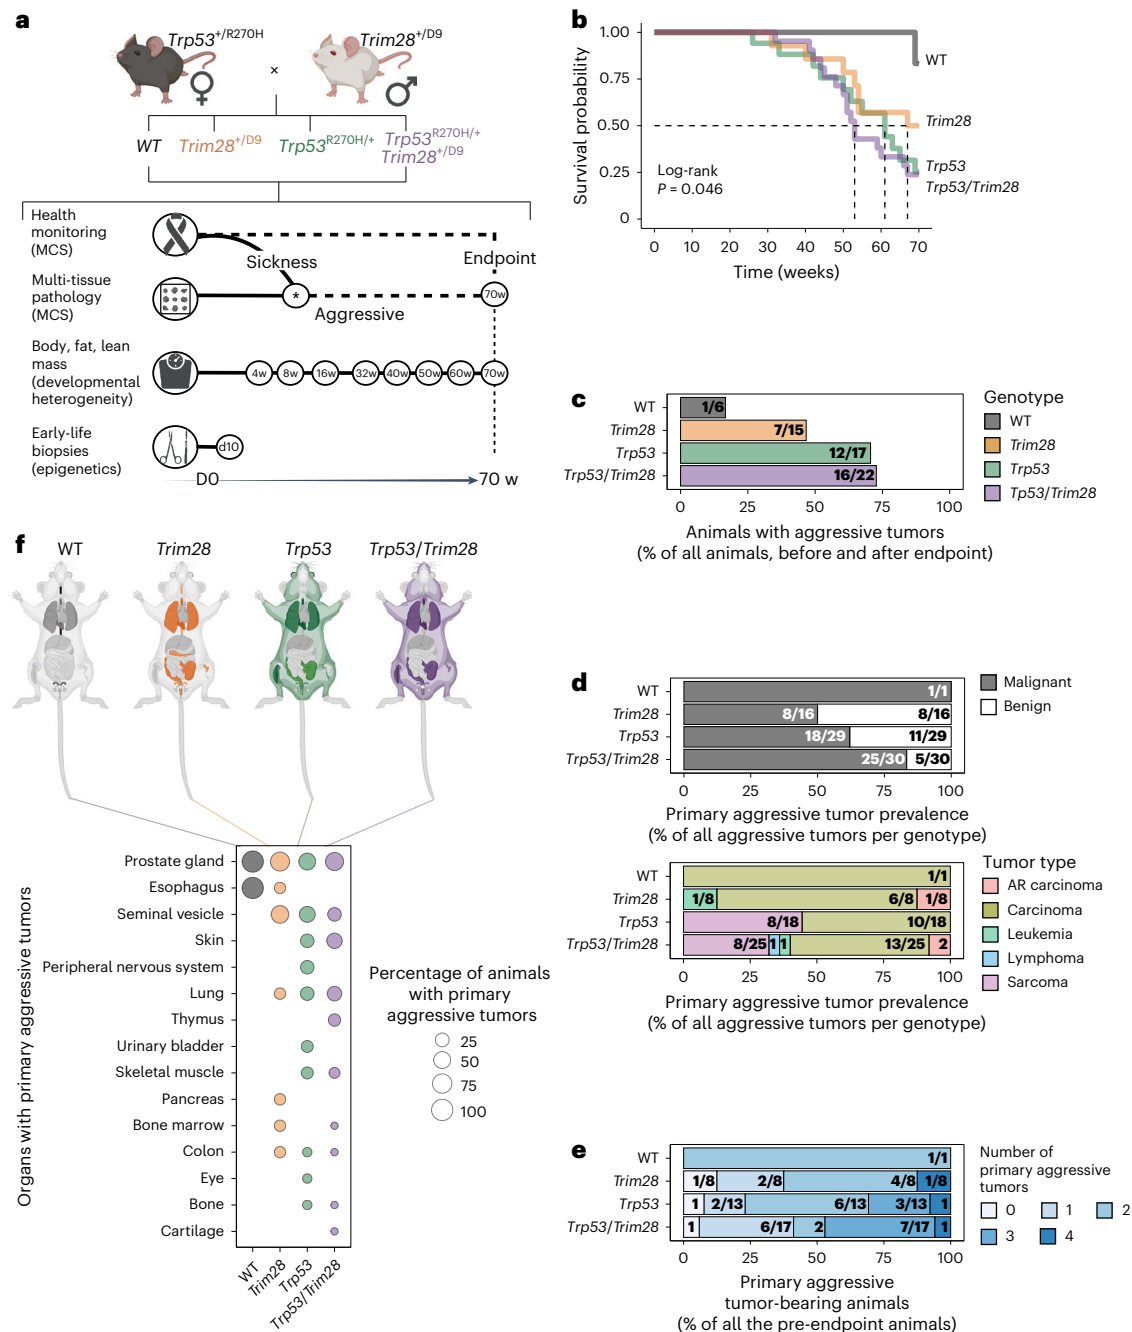 a
Trp53+/R270H
Trim28+/D9
×
WT
Trim28+/D9
Trp53R270H/+
Trp53R270H/+
Trim28+/D9
Health
monitoring
(MCS)
Sickness
Endpoint
Multi-tissue
pathology
(MCS)
*
70w
Aggressive
Body, fat, lean
mass
(developmental
heterogeneity)
4w 8w 16w 32w 40w 50w 60w 70w
Early-life
biopsies
(epigenetics)
d10
D0
70 w
b
Survival probability
1.00
0.75
0.50
0.25
0
WT
Trim28
Trp53
Trp53/Trim28
Log-rank
P = 0.046
0 10 20 30 40 50 60 70
Time (weeks)
c
WT 1/6
Trim28 7/15
Trp53 12/17
Trp53/Trim28 16/22
0 25 50 75 100
Animals with aggressive tumors
(% of all animals, before and after endpoint)
Genotype
WT
Trim28
Trp53
Tp53/Trim28
d
WT 1/1
Trim28 8/16 8/16
Trp53 18/29 11/29
Trp53/Trim28 25/30 5/30
0 25 50 75 100
Primary aggressive tumor prevalence
(% of all aggressive tumors per genotype)
Malignant
Benign
WT 1/1
Trim28 1/8 6/8 1/8
Trp53 8/18 10/18
Trp53/Trim28 8/25 1 1 13/25 2
0 25 50 75 100
Primary aggressive tumor prevalence
(% of all aggressive tumors per genotype)
Tumor type
AR carcinoma
Carcinoma
Leukemia
Lymphoma
Sarcoma
e
WT 1/1
Trim28 1/8 2/8 4/8 1/8
Trp53 1 2/13 6/13 3/13 1
Trp53/Trim28 1 6/17 2 7/17 1
0 25 50 75 100
Primary aggressive
tumor-bearing animals
(% of all the pre-endpoint animals)
Number of
primary aggressive
tumors
0 1 2
3 4
f
WT Trim28 Trp53 Trp53/Trim28
Organs with primary aggressive tumors
Prostate gland
Esophagus
Seminal vesicle
Skin
Peripheral nervous system
Lung
Thymus
Urinary bladder
Skeletal muscle
Pancreas
Bone marrow
Colon
Eye
Bone
Cartilage
WT
Trim28
Trp53
Trp53/Trim28
Percentage of animals
with primary
aggressive tumors
25
50
75
100